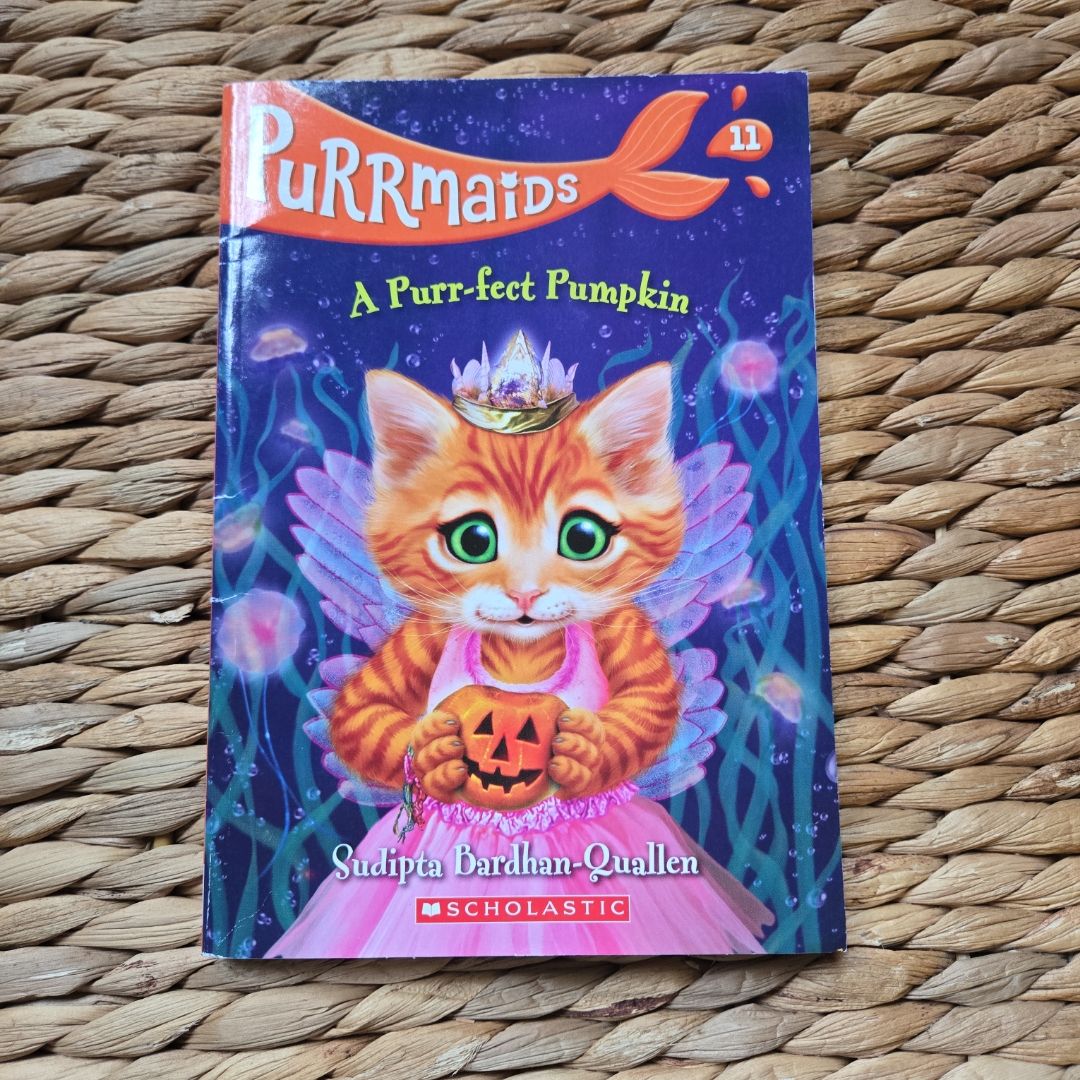 PURRmaiDS
11
A Purr-fect Pumpkin
Sudipta Bardhan-Quallen
SCHOLASTIC